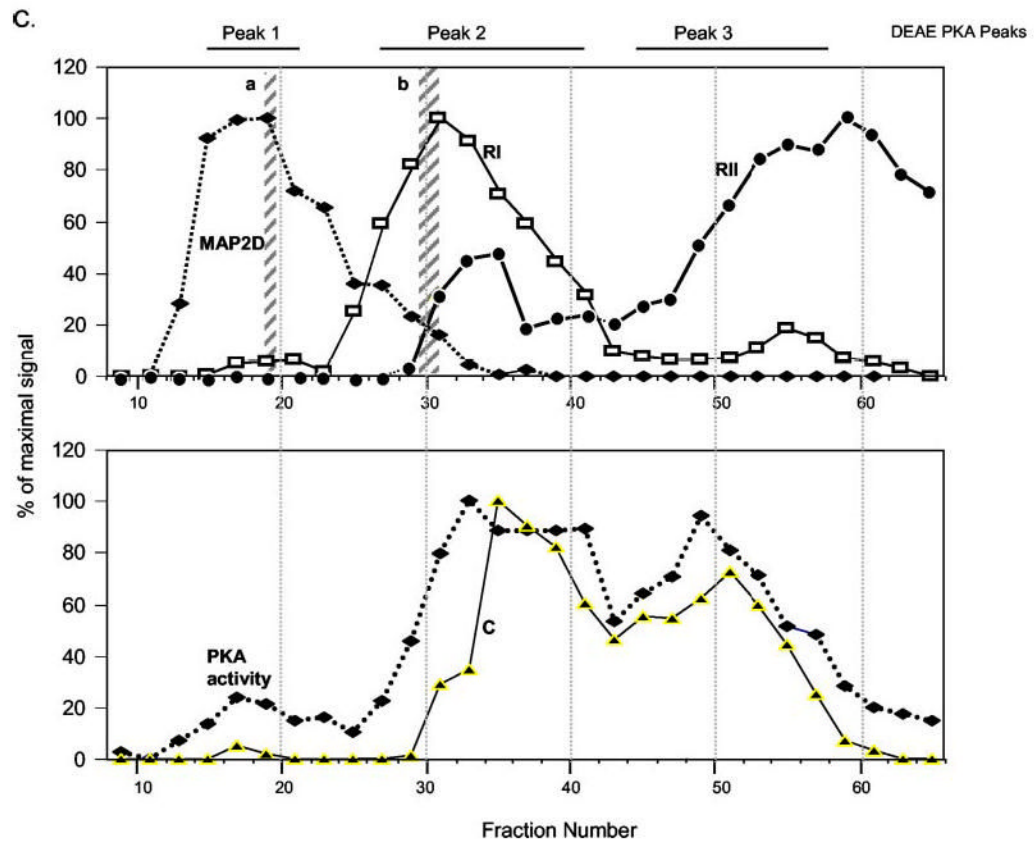 C.
Peak 1 Peak 2 Peak 3 DEAE PKA Peaks
120
100
80
60
40
20
0
a b
MAP2D RI RII
10 20 30 40 50 60
% of maximal signal
120
100
80
60
40
20
0
PKA
activity
C
10 20 30 40 50 60
Fraction Number